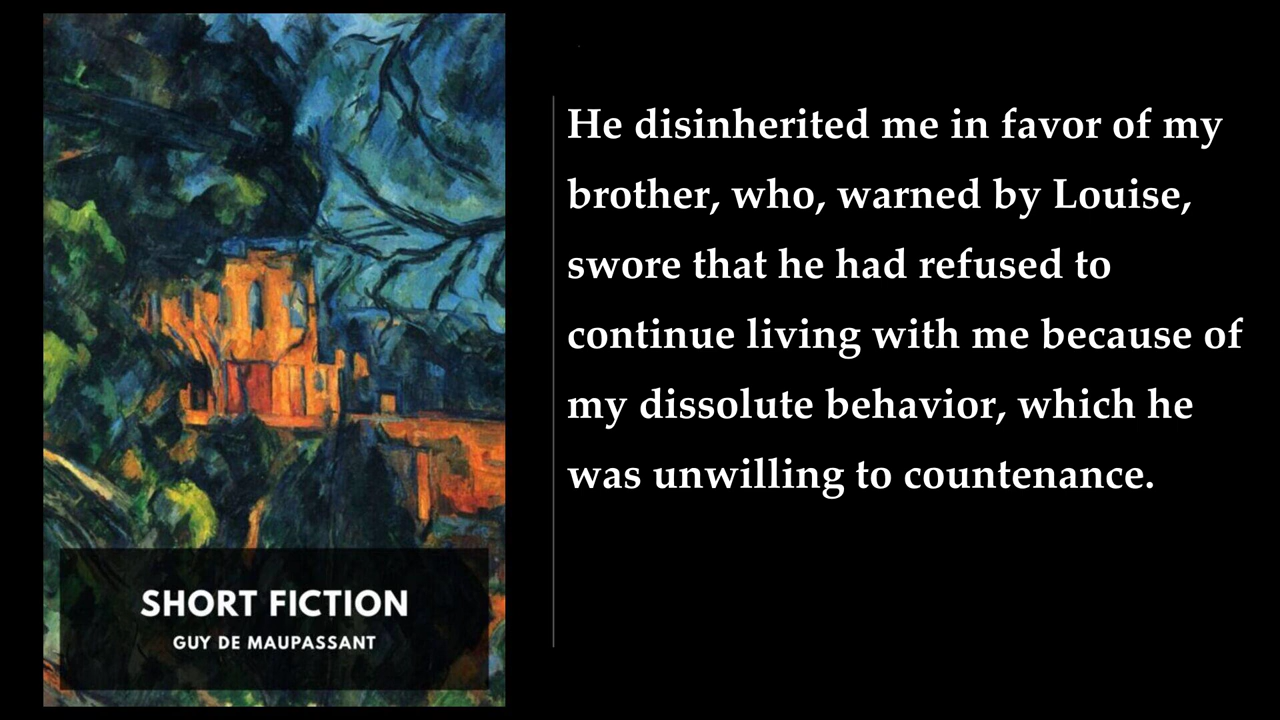 He disinherited me in favor of my
brother, who, warned by Louise,
swore that he had refused to
continue living with me because of
my dissolute behavior, which he
was unwilling to countenance.
SHORT FICTION
GUY DE MAUPASSANT